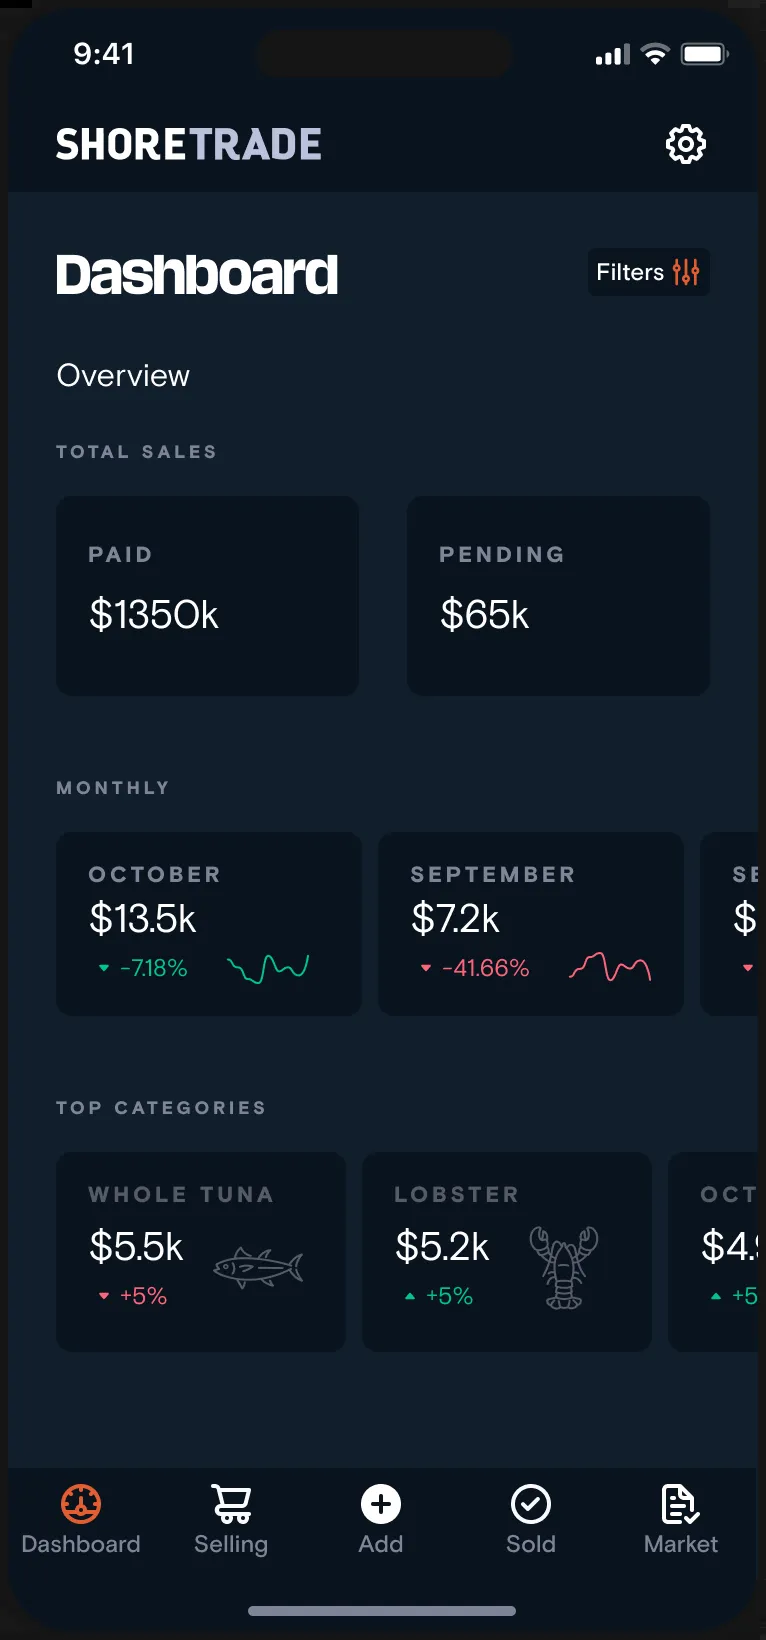 9:41
SHORETRADE
Dashboard
Filters
Overview
TOTAL SALES
PAID
PENDING
$1350k
$65k
MONTHLY
OCTOBER
SEPTEMBER
SE
$13.5k
$7.2k
$
-7.18%
-41.66%
TOP CATEGORIES
WHOLE TUNA
LOBSTER
OCT
$5.5k
$5.2k
$4.9
+5%
+5%
+5
Dashboard
Selling
Add
Sold
Market